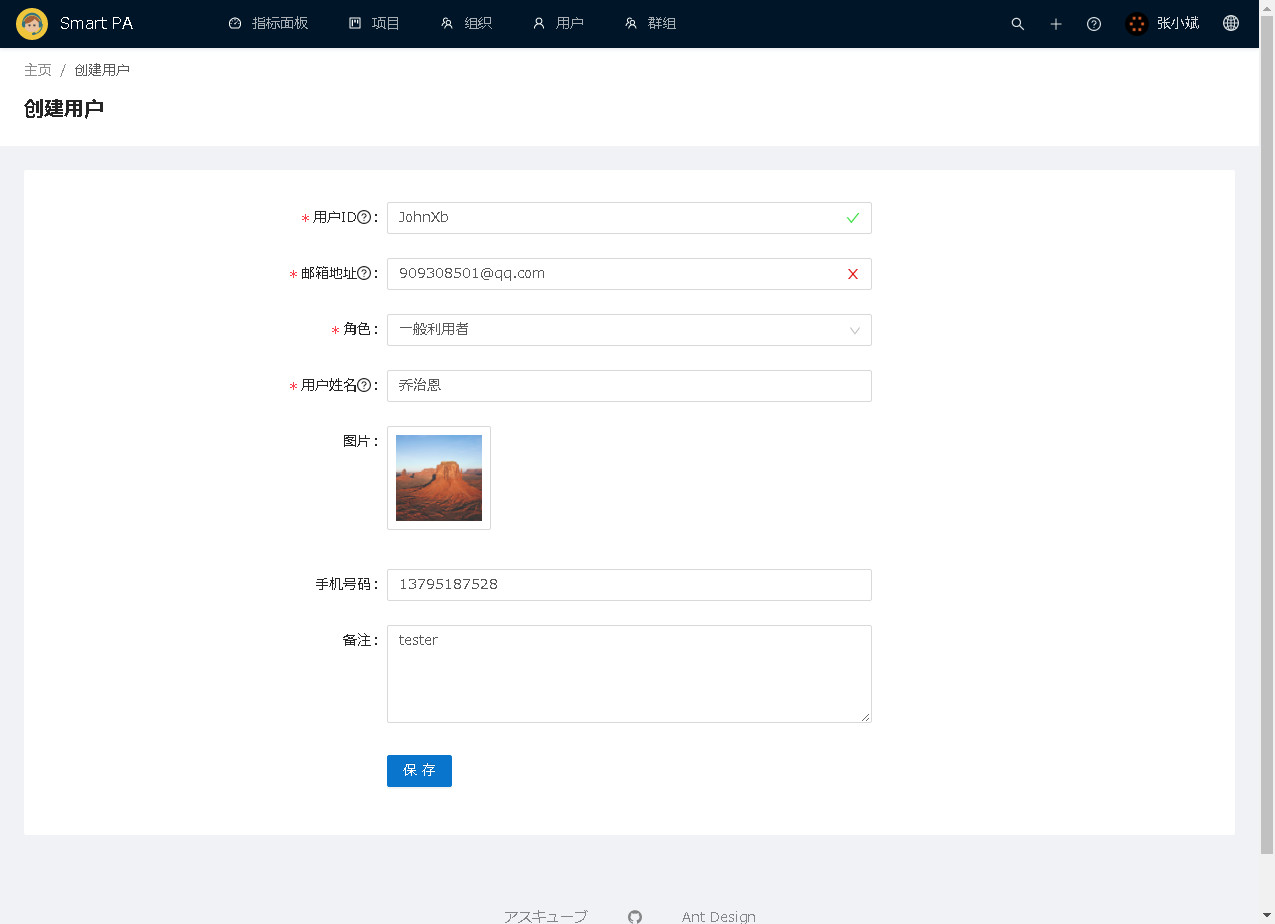 Smart PA 指标面板 项目 组织 用户 群组 张小斌
主页 / 创建用户
创建用户
* 用户ID : JohnXb
* 邮箱地址 : 909308501@qq.com
* 角色 : 一般利用者
* 用户姓名 : 乔治恩
图片 :
手机号码 : 13795187528
备注 : tester
保 存
アスキューブ Ant Design